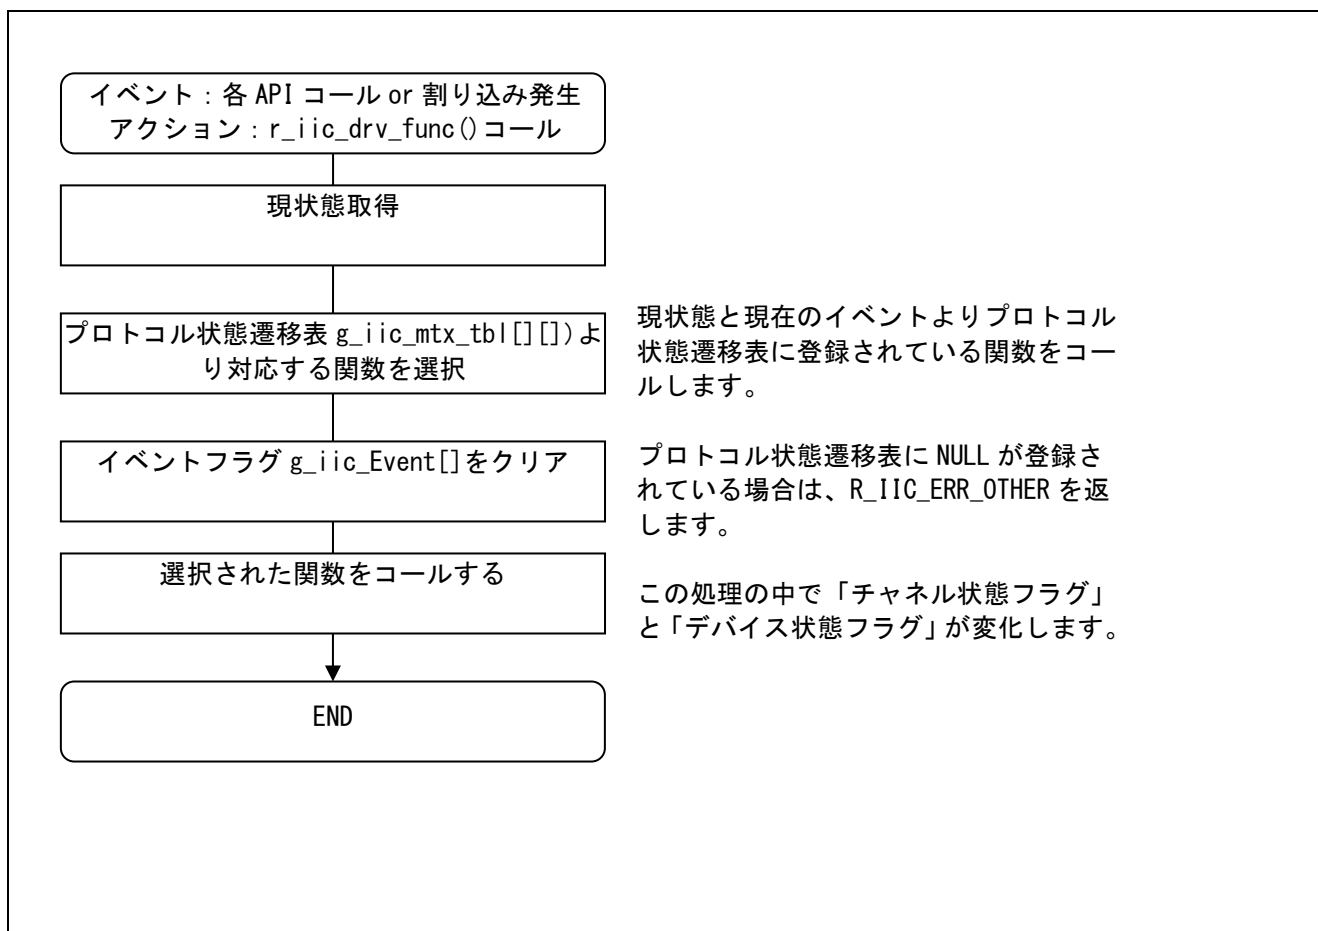 イベント：各 API コール or 割り込み発生
アクション：r_iic_drv_func()コール
現状態取得
プロトコル状態遷移表 g_iic_mtx_tbl[][])よ
り対応する関数を選択
現状態と現在のイベントよりプロトコル
状態遷移表に登録されている関数をコー
ルします。
イベントフラグ g_iic_Event[]をクリア
プロトコル状態遷移表に NULL が登録さ
れている場合は、R_IIC_ERR_OTHER を返
します。
選択された関数をコールする
この処理の中で「チャネル状態フラグ」
と「デバイス状態フラグ」が変化します。
END